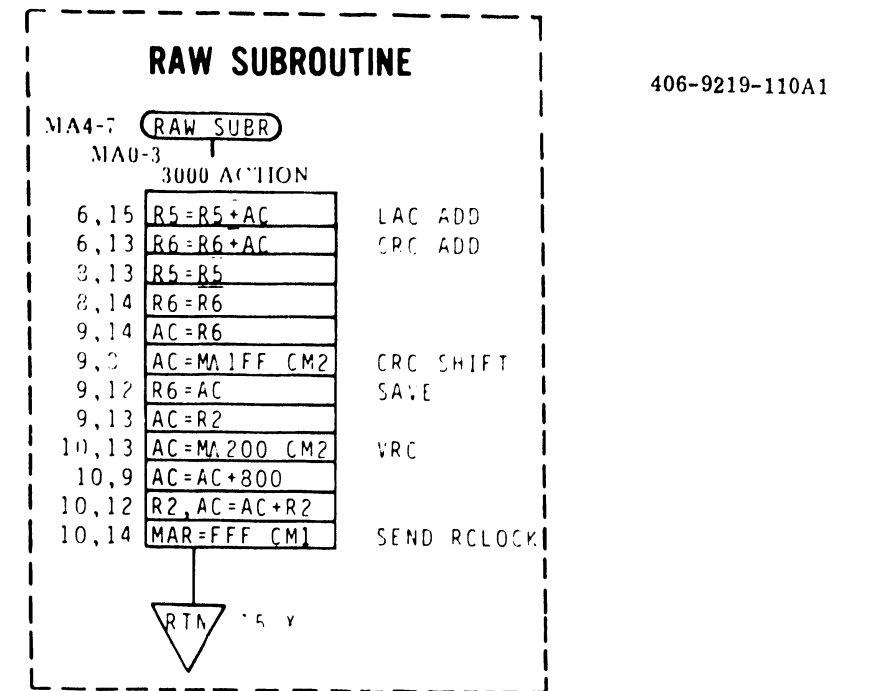 RAW SUBROUTINE
406-9219-110A1
MA4-7 RAW SUBR
MA0-3
3000 ACTION
6,15 R5=R5+AC LAC ADD
6,13 R6=R6+AC CRC ADD
8,13 R5=R5
8,14 R6=R6
9,14 AC=R6
AC=MA1FF CM2 CRC SHIFT
9,12 R6=AC SAVE
9,13 AC=R2
10,13 AC=MA200 CM2 VRC
10,9 AC=AC+800
10,12 R2,AC=AC+R2
10,14 MAR=FFF CM1 SEND RCLOCK
RTN